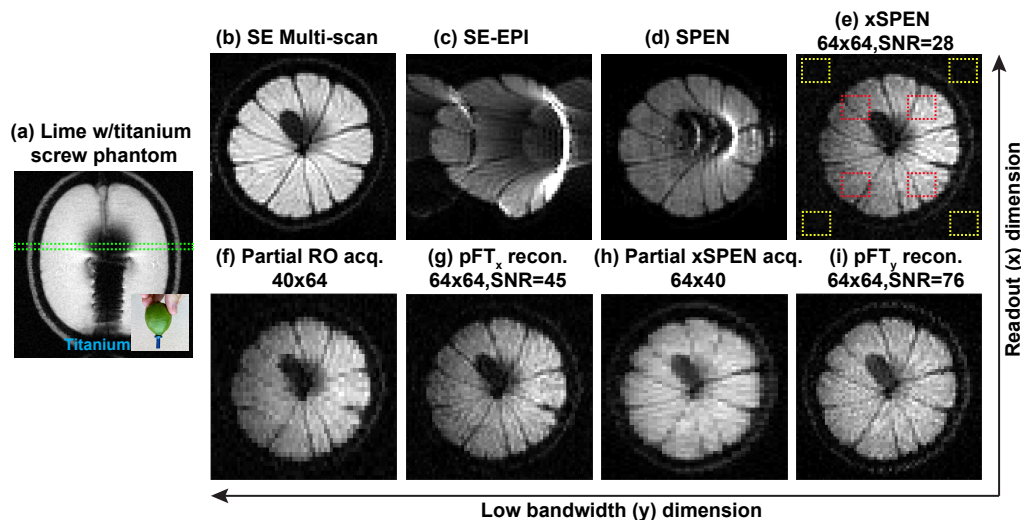 (a) Lime w/titanium
screw phantom
Titanium
(b) SE Multi-scan
(c) SE-EPI
(d) SPEN
(e) xSPEN
64x64,SNR=28
(f) Partial RO acq.
40x64
(g) pFTₓ recon.
64x64,SNR=45
(h) Partial xSPEN acq.
64x40
(i) pFTᵧ recon.
64x64,SNR=76
Readout (x) dimension
Low bandwidth (y) dimension